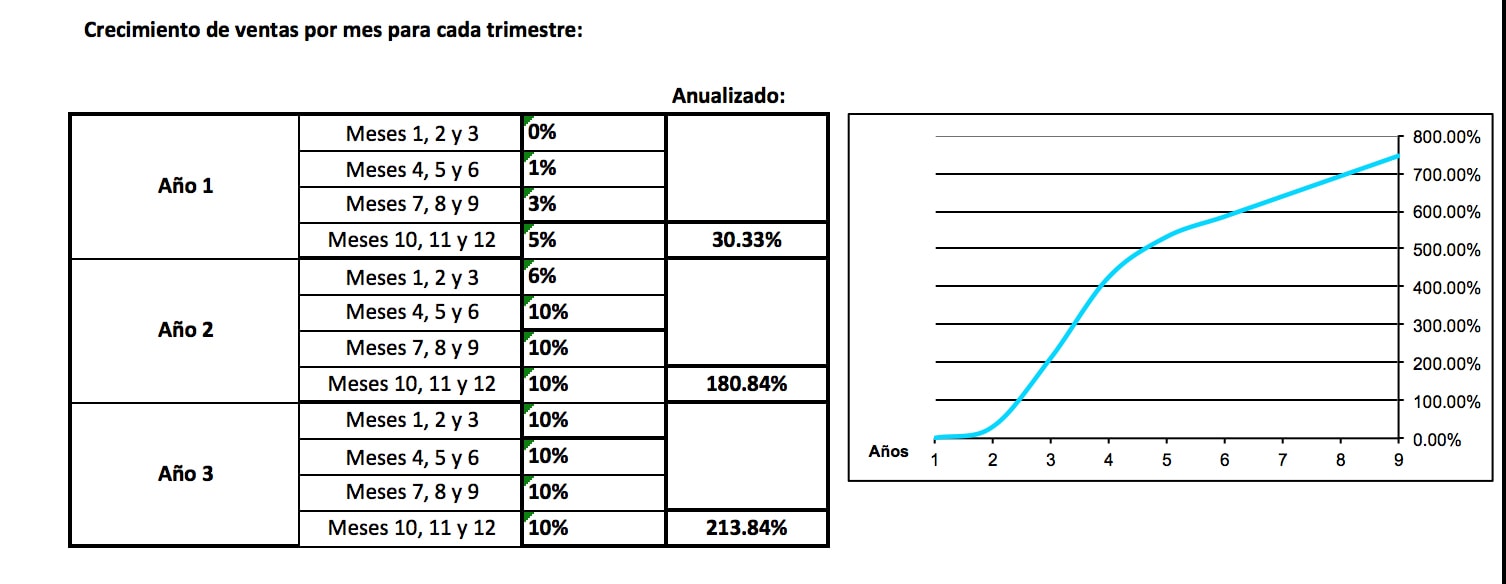 Crecimiento de ventas por mes para cada trimestre:
Anualizado:
Año 1
Meses 1, 2 y 3 0%
Meses 4, 5 y 6 1%
Meses 7, 8 y 9 3%
Meses 10, 11 y 12 5% 30.33%
Año 2
Meses 1, 2 y 3 6%
Meses 4, 5 y 6 10%
Meses 7, 8 y 9 10%
Meses 10, 11 y 12 10% 180.84%
Año 3
Meses 1, 2 y 3 10%
Meses 4, 5 y 6 10%
Meses 7, 8 y 9 10%
Meses 10, 11 y 12 10% 213.84%
800.00%
700.00%
600.00%
500.00%
400.00%
300.00%
200.00%
100.00%
0.00%
Años
1 2 3 4 5 6 7 8 9